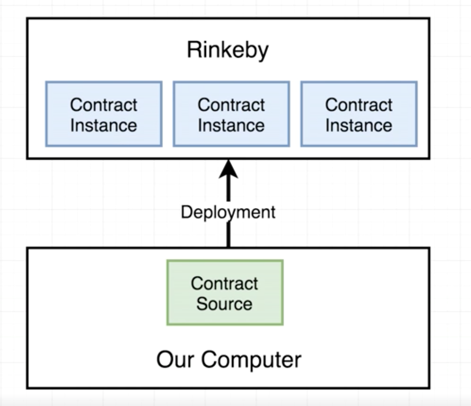 Rinkeby
Contract Contract Contract
Instance Instance Instance
Deployment
Contract
Source
Our Computer